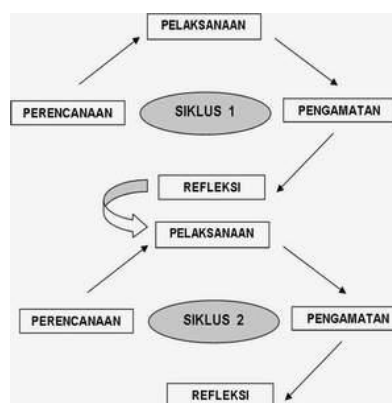 PELAKSANAAN
PERENCANAAN
SIKLUS 1
PENGAMATAN
REFLEKSI
PELAKSANAAN
PERENCANAAN
SIKLUS 2
PENGAMATAN
REFLEKSI